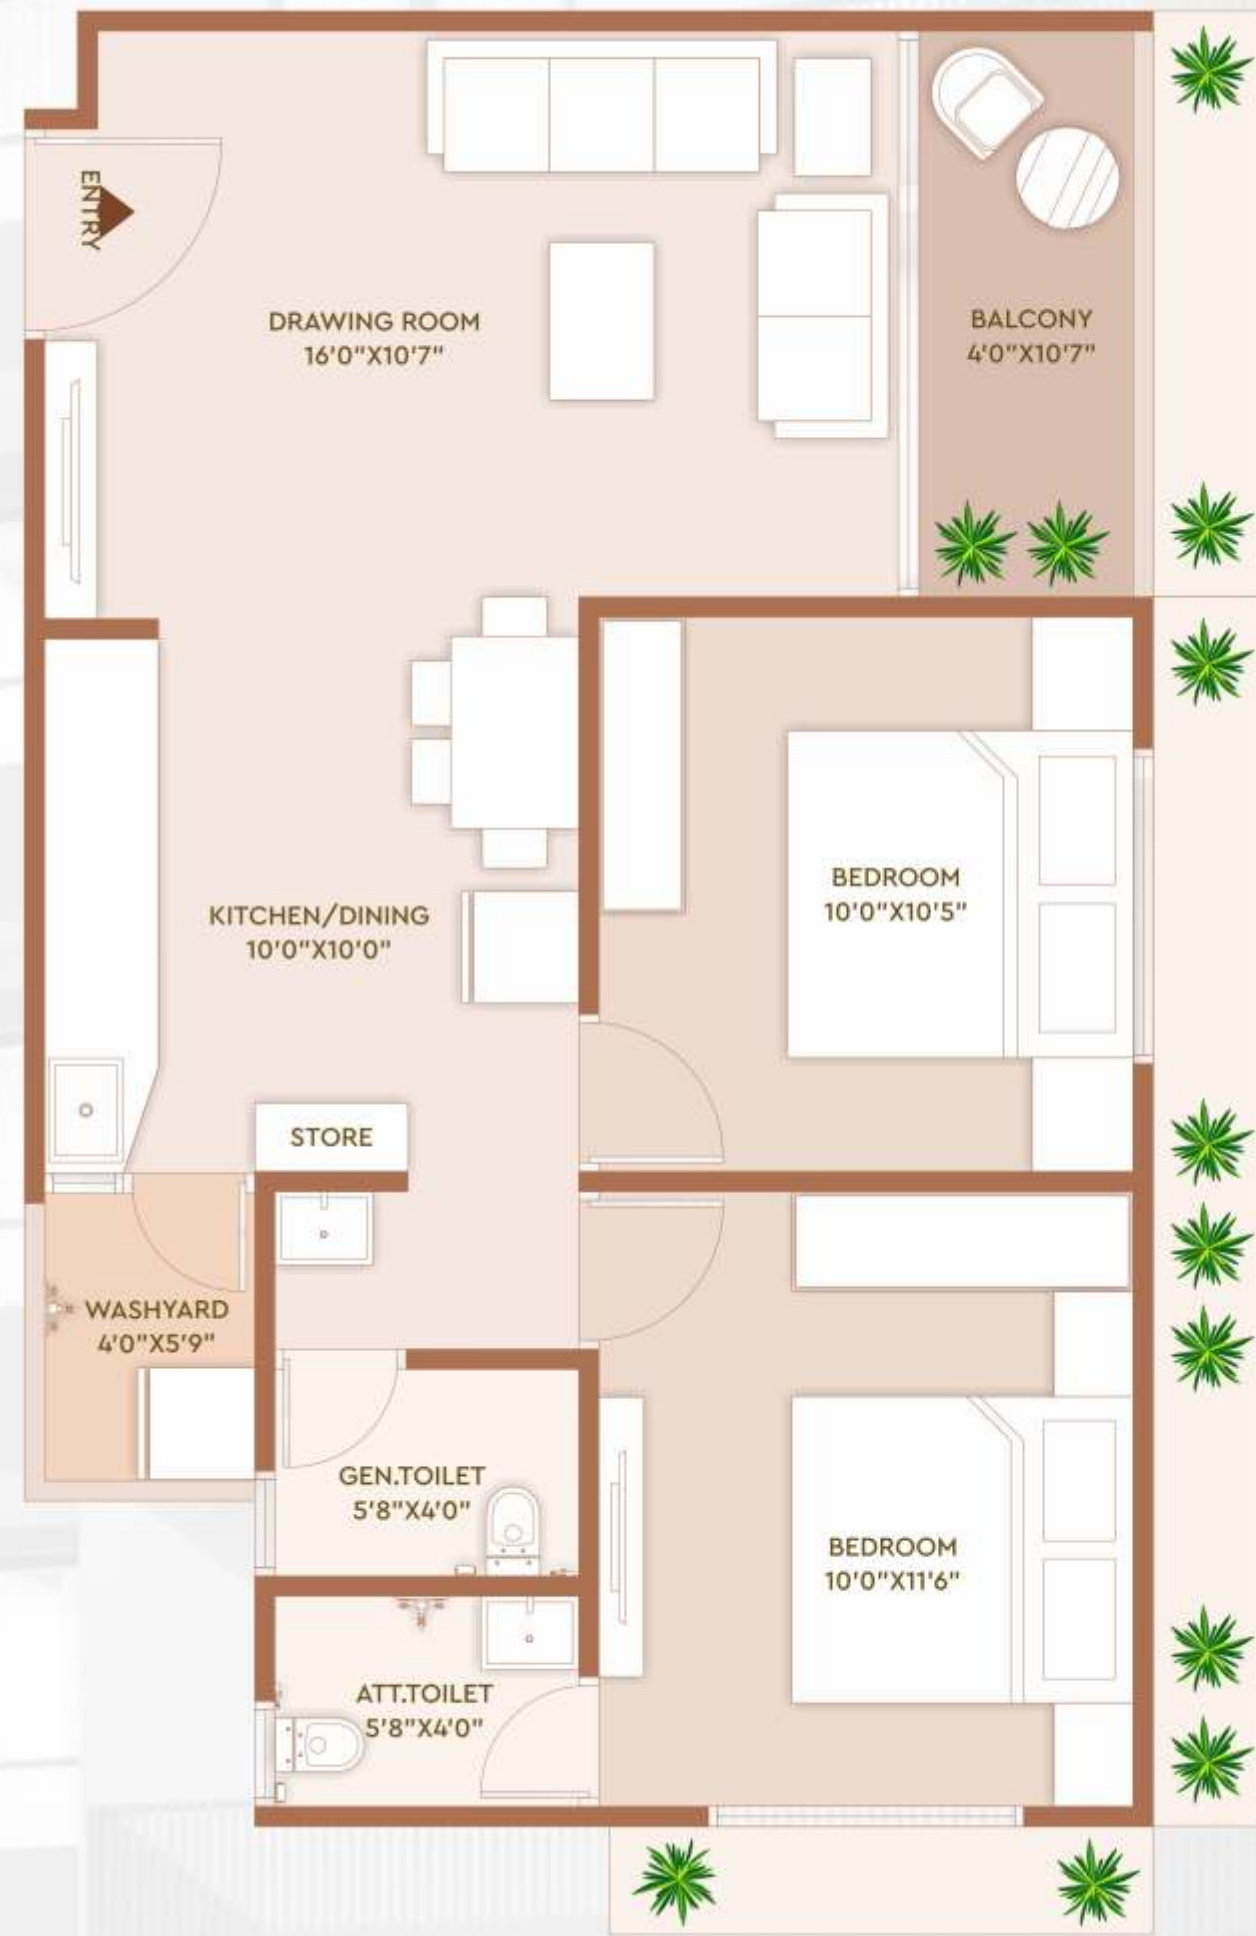 ENTRY
DRAWING ROOM
16'0"X10'7"
BALCONY
4'0"X10'7"
BEDROOM
10'0"X10'5"
KITCHEN/DINING
10'0"X10'0"
STORE
WASHYARD
4'0"X5'9"
GEN.TOILET
5'8"X4'0"
BEDROOM
10'0"X11'6"
ATT.TOILET
5'8"X4'0"